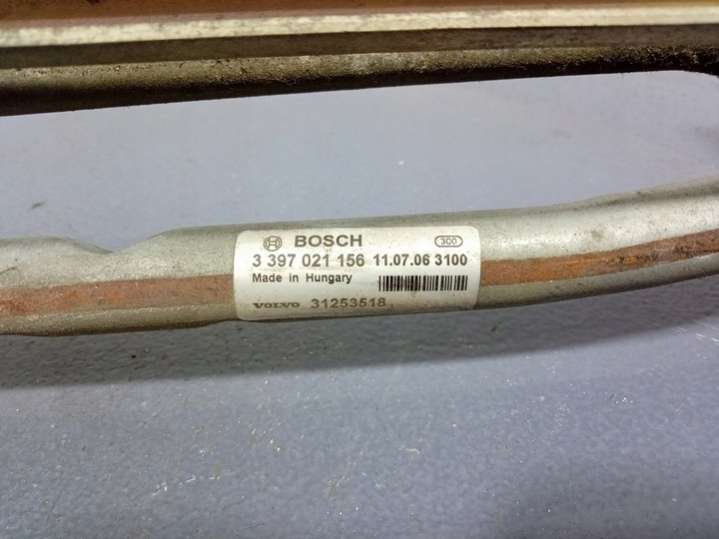 BOSCH 300
3 397 021 156 11.07.06 3100
Made in Hungary
VOLVO 31253518